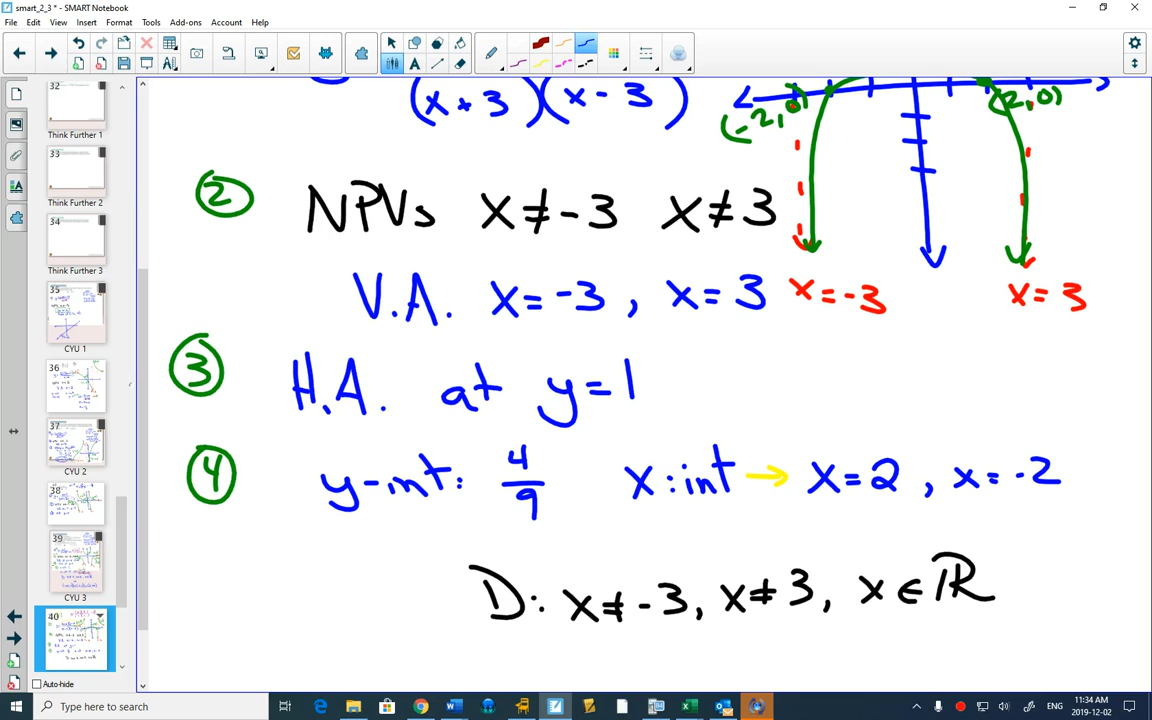 smart_2_3 * - SMART Notebook
File Edit View Insert Format Tools Add-ons Account Help
32
Think Further 1
33
Think Further 2
34
Think Further 3
35
CYU 1
36
37
CYU 2
38
39
CYU 3
40
Auto-hide
(x+3)(x-3)
(-2,0) (2,0)
② NPVs x≠-3 x≠3
V.A. x=-3, x=3 x=-3 x=3
③ H.A. at y=1
④ y-int: 4/9 x:int → x=2, x=-2
D: x≠-3, x≠3, x∈ℝ
Type here to search
ENG
11:34 AM
2019-12-02